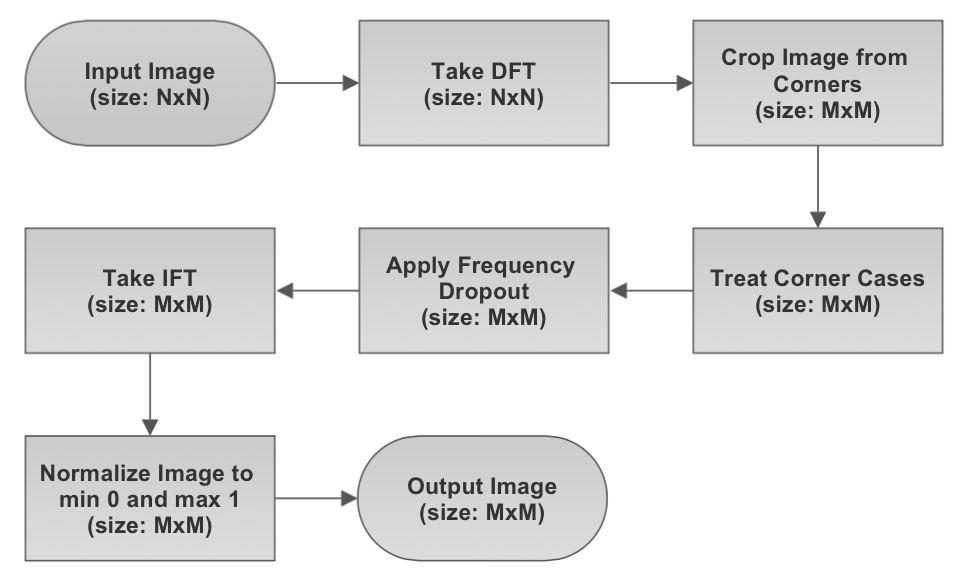 Input Image
(size: NxN)
Take DFT
(size: NxN)
Crop Image from
Corners
(size: MxM)
Treat Corner Cases
(size: MxM)
Apply Frequency
Dropout
(size: MxM)
Take IFT
(size: MxM)
Normalize Image to
min 0 and max 1
(size: MxM)
Output Image
(size: MxM)